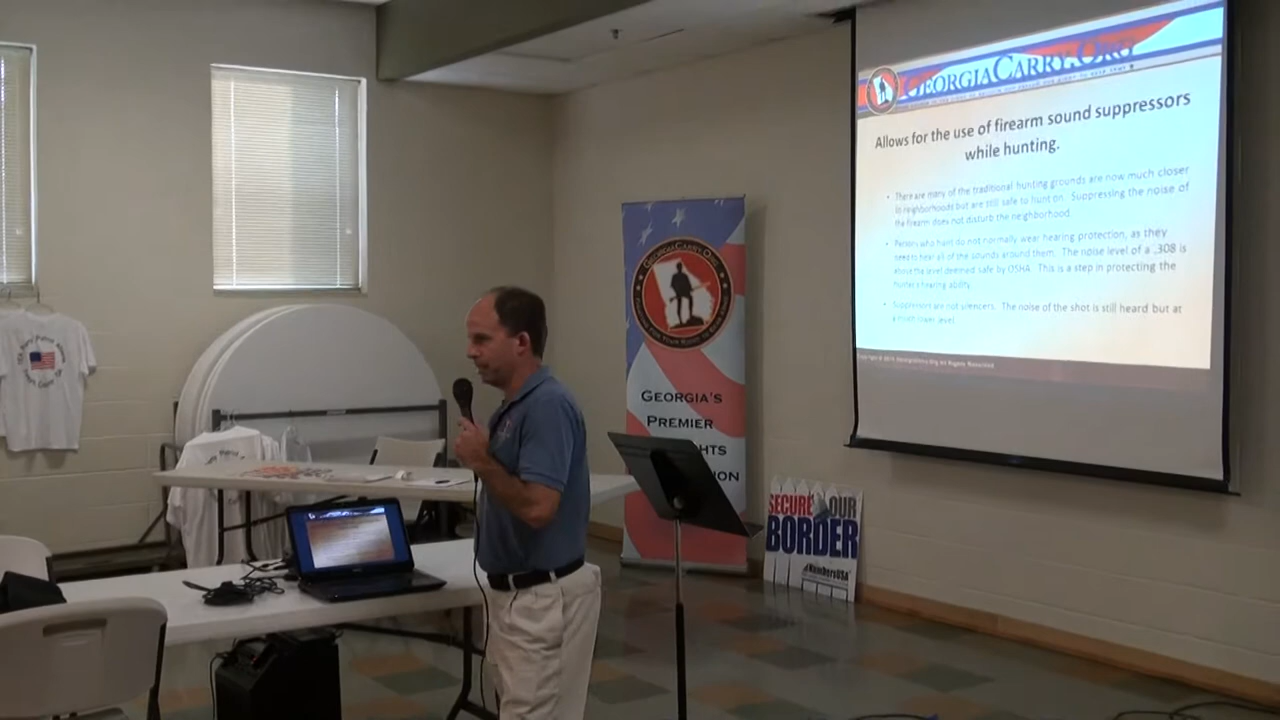 GEORGIACARRY.ORG
Allows for the use of firearm sound suppressors
while hunting.
• There are many of the traditional hunting grounds are now much closer
to neighborhoods but are still safe to hunt on. Suppressing the noise of
the firearm does not disturb the neighborhood.
• Persons who hunt do not normally wear hearing protection, as they
need to hear all of the sounds around them. The noise level of a .308 is
above the level deemed safe by OSHA. This is a step in protecting the
hunter's hearing ability.
• Suppressors are not silencers. The noise of the shot is still heard but at
a much lower level.
GEORGIACARRY.ORG
GEORGIA'S
PREMIER
HTS
ION
SECURE OUR
BORDER
NumbersUSA